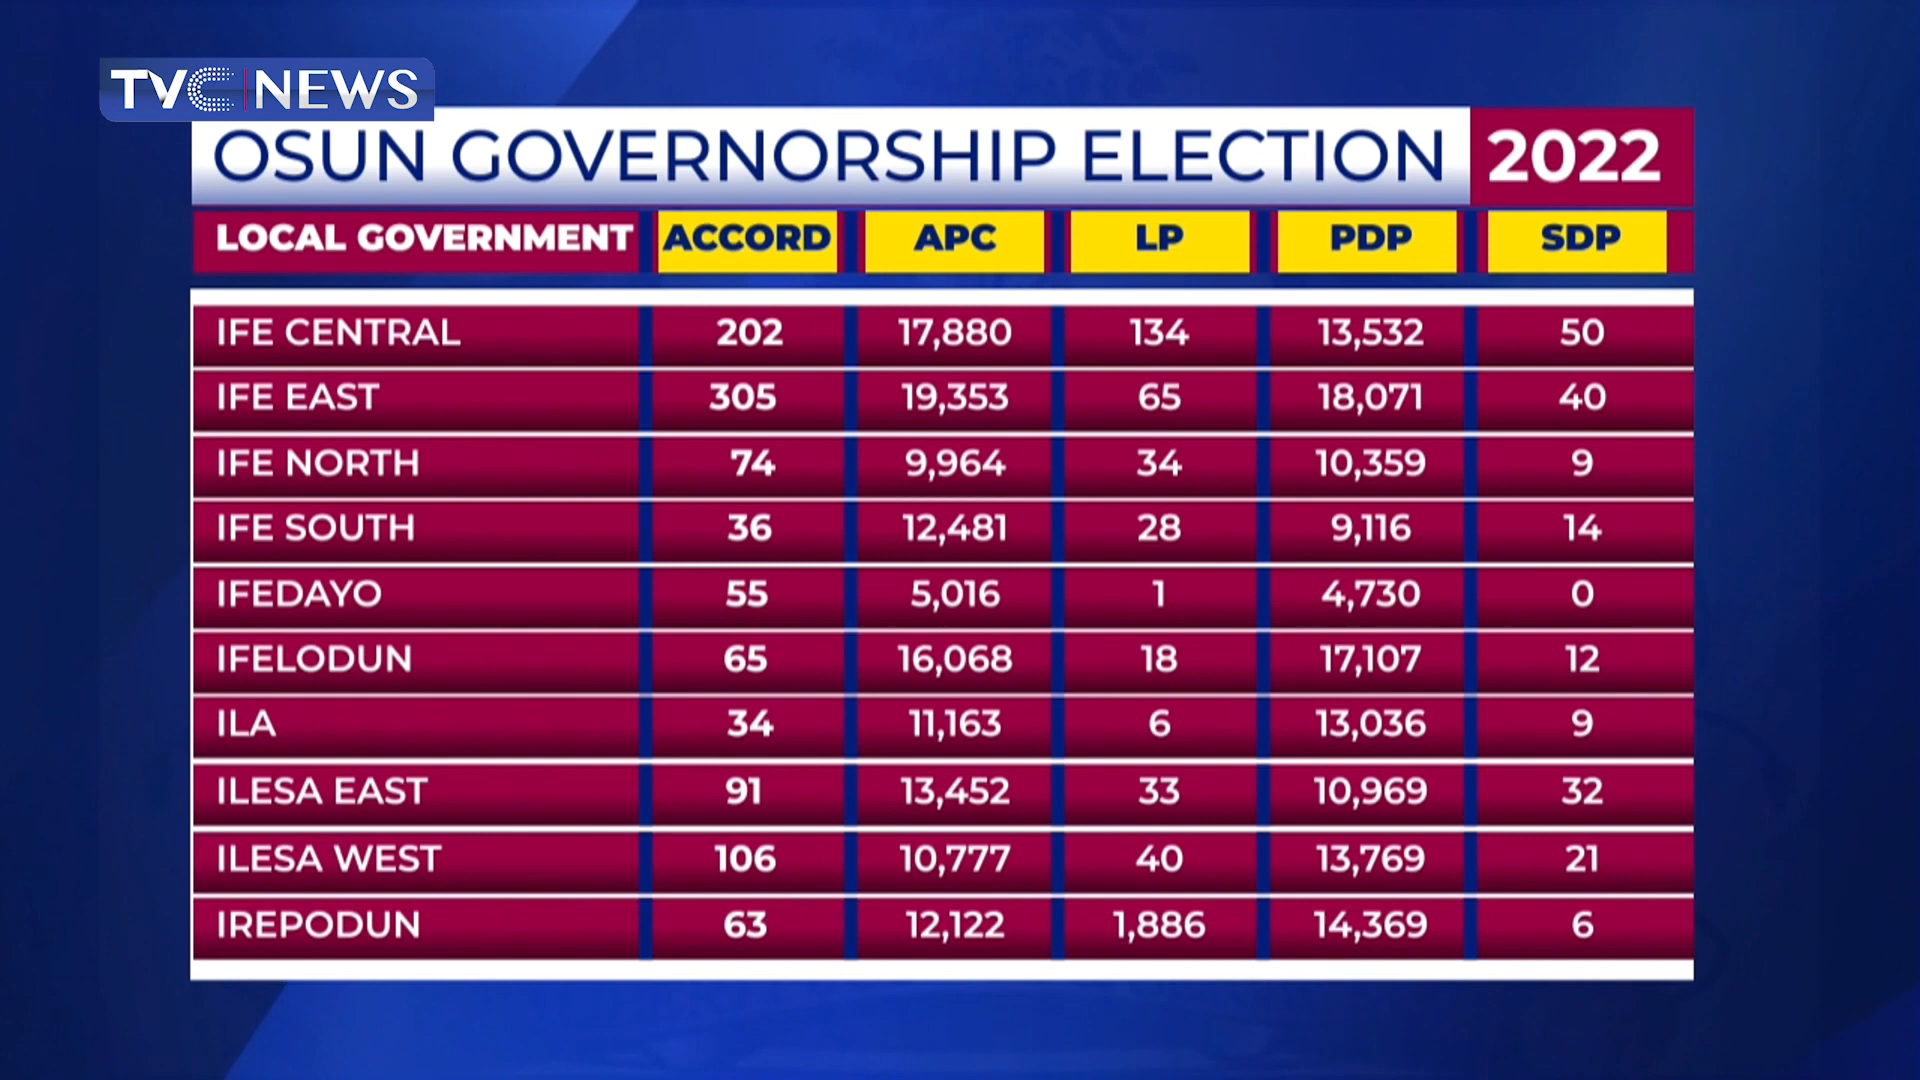 TVC NEWS
OSUN GOVERNORSHIP ELECTION 2022
LOCAL GOVERNMENT ACCORD APC LP PDP SDP
IFE CENTRAL 202 17,880 134 13,532 50
IFE EAST 305 19,353 65 18,071 40
IFE NORTH 74 9,964 34 10,359 9
IFE SOUTH 36 12,481 28 9,116 14
IFEDAYO 55 5,016 1 4,730 0
IFELODUN 65 16,068 18 17,107 12
ILA 34 11,163 6 13,036 9
ILESA EAST 91 13,452 33 10,969 32
ILESA WEST 106 10,777 40 13,769 21
IREPODUN 63 12,122 1,886 14,369 6